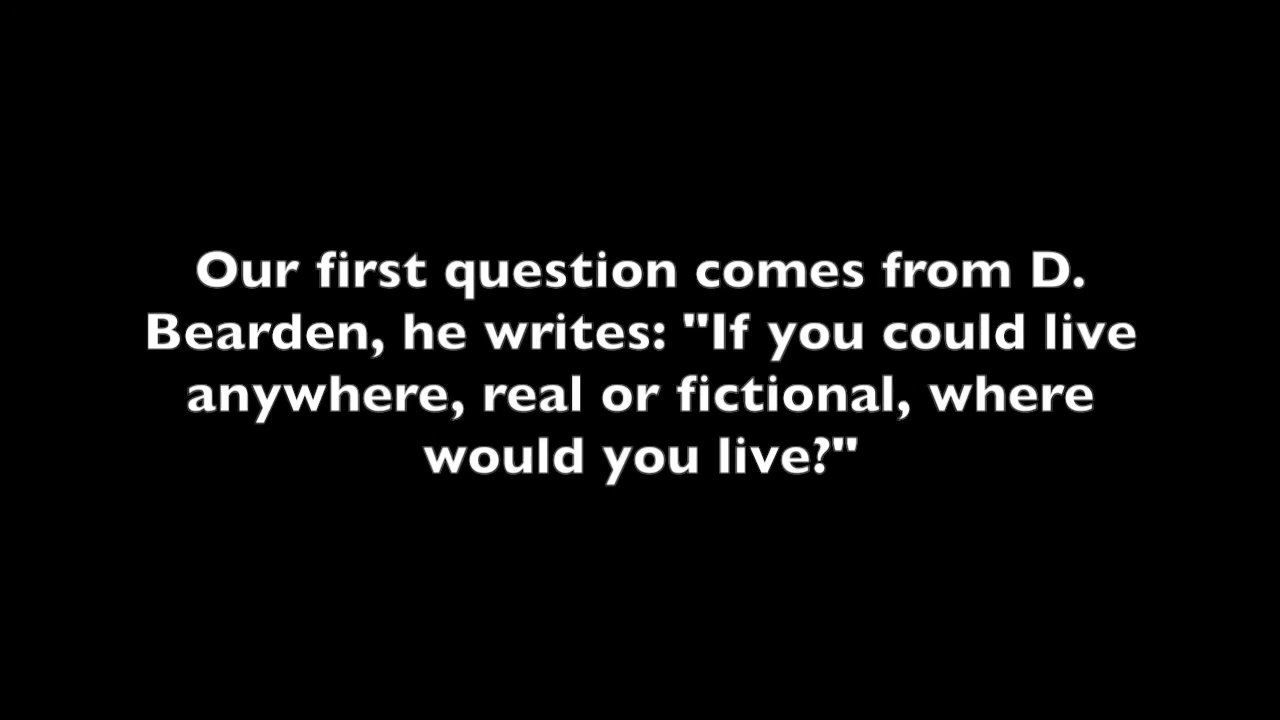 Our first question comes from D.
Bearden, he writes: "If you could live
anywhere, real or fictional, where
would you live?"